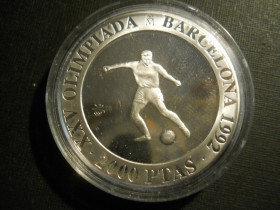 · XXV OLIMPIADA BARCELONA 1992 ·
2000 PTAS